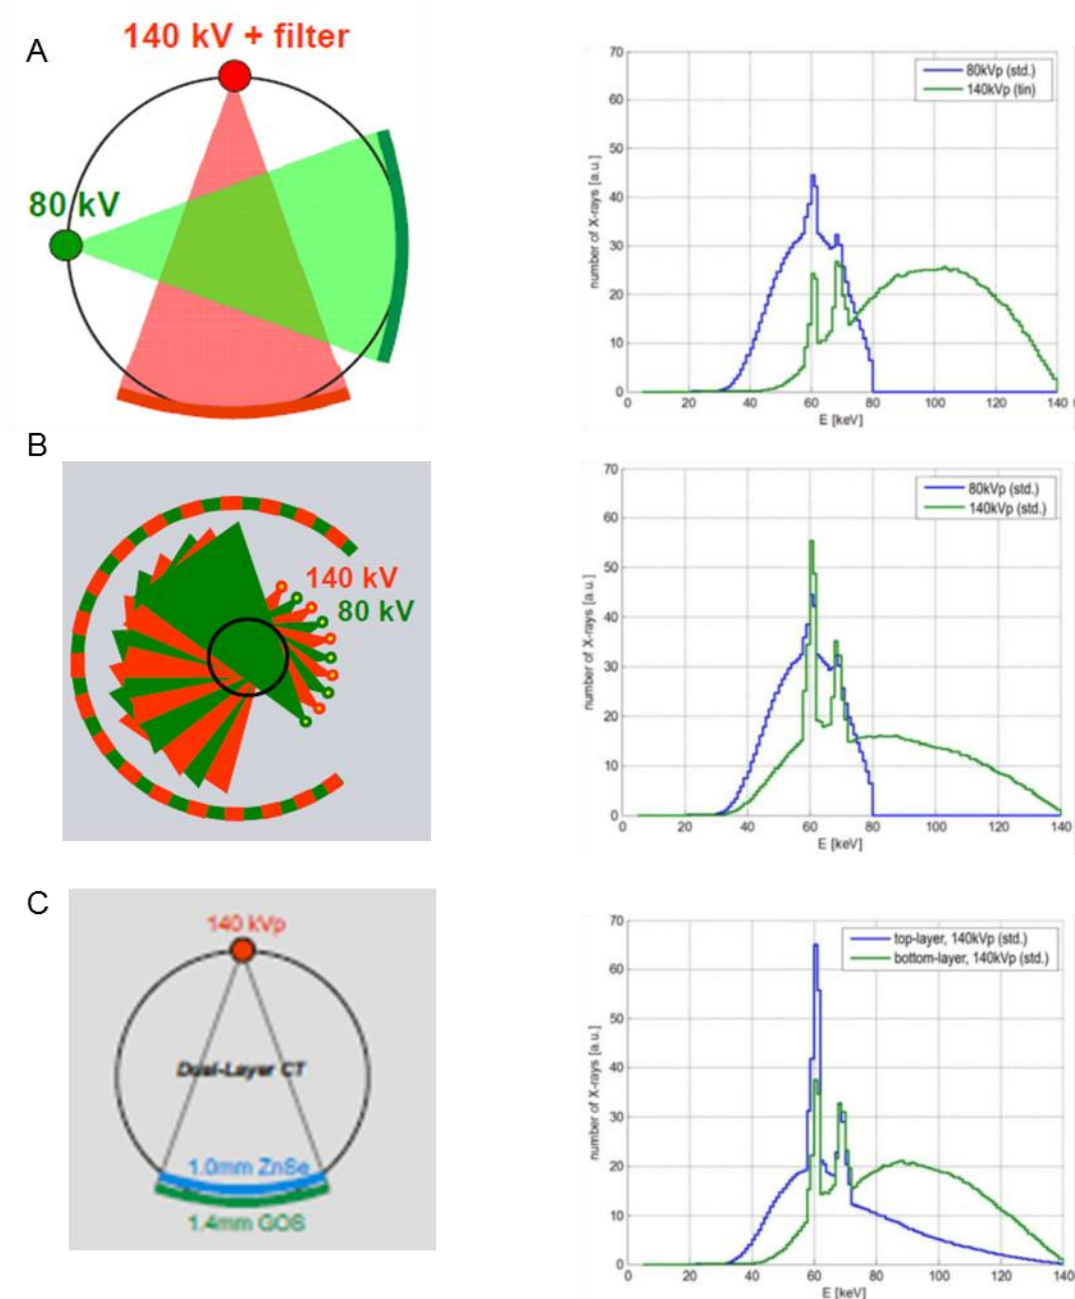 A
140 kV + filter
80 kV
70
60
50
40
30
20
10
0
0 20 40 60 80 100 120 140
number of X-rays [a.u.]
E [keV]
80kVp (std.)
140kVp (tin)
B
140 kV
80 kV
70
60
50
40
30
20
10
0
0 20 40 60 80 100 120 140
number of X-rays [a.u.]
E [keV]
80kVp (std.)
140kVp (std.)
C
140 kVp
Dual-Layer CT
1.0mm ZnSe
1.4mm GOS
70
60
50
40
30
20
10
0
0 20 40 60 80 100 120 140
number of X-rays [a.u.]
E [keV]
top-layer, 140kVp (std.)
bottom-layer, 140kVp (std.)